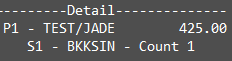 ---------Detail---------------
P1 - TEST/JADE 425.00
S1 - BKKSIN - Count 1